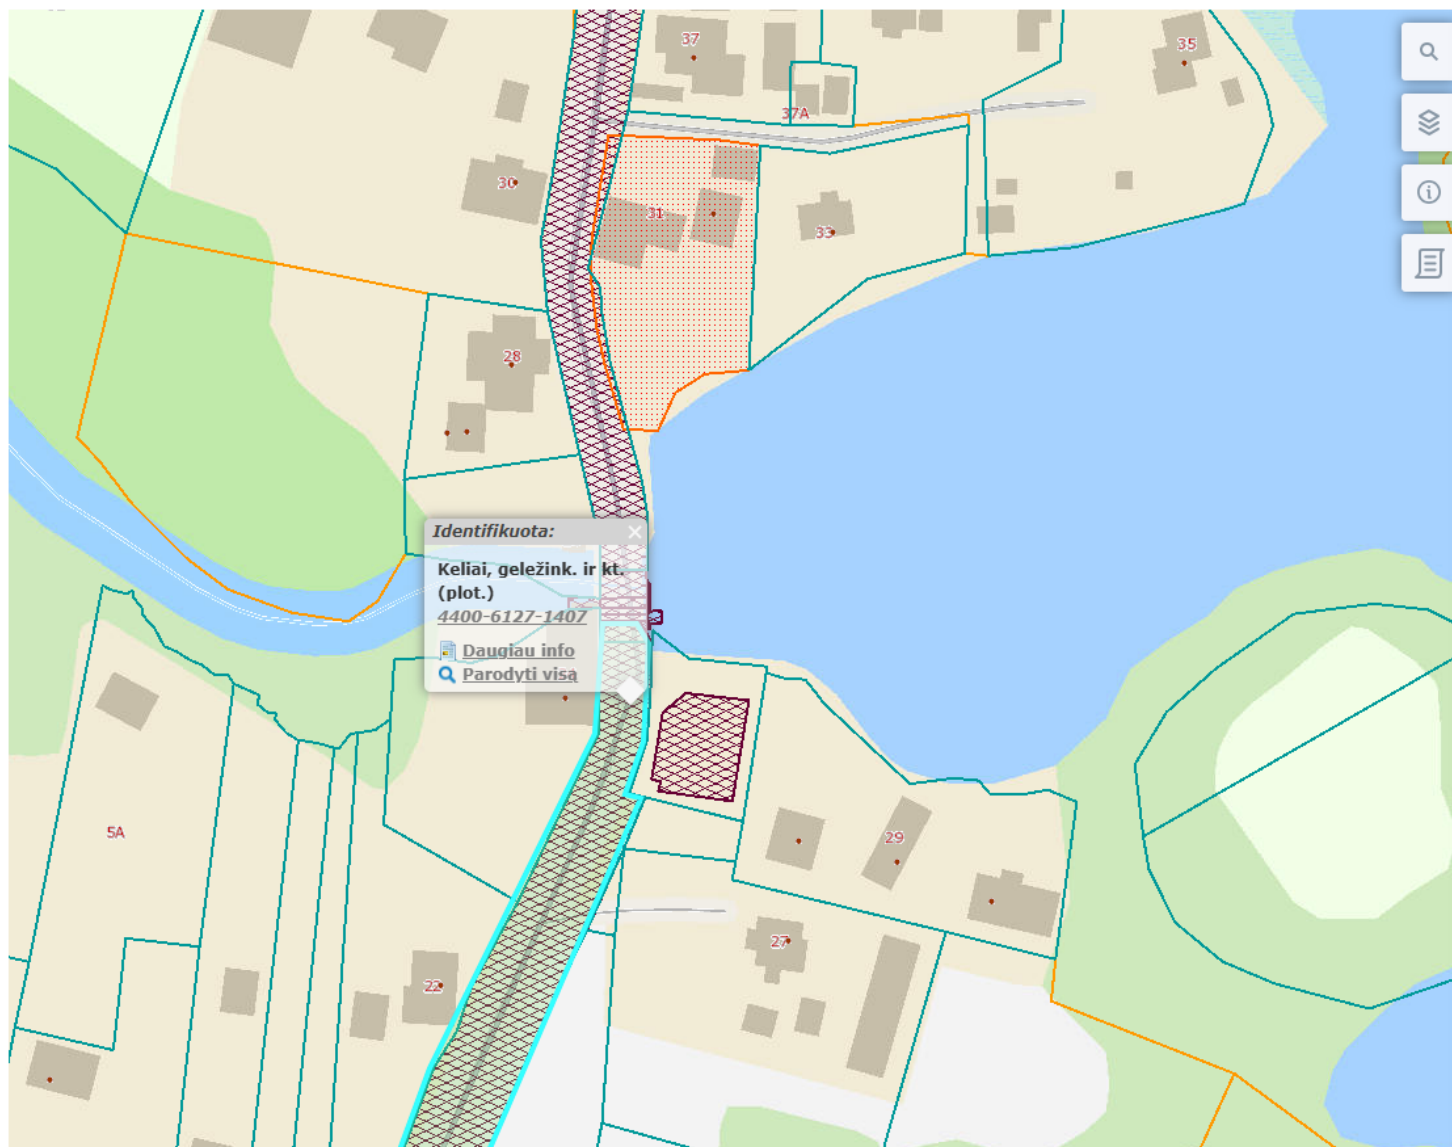 37
35
37A
30
31
33
28
Identifikuota:
Keliai, geležink. ir kt.
(plot.)
4400-6127-1407
Daugiau info
Parodyti visą
5A
29
27
22